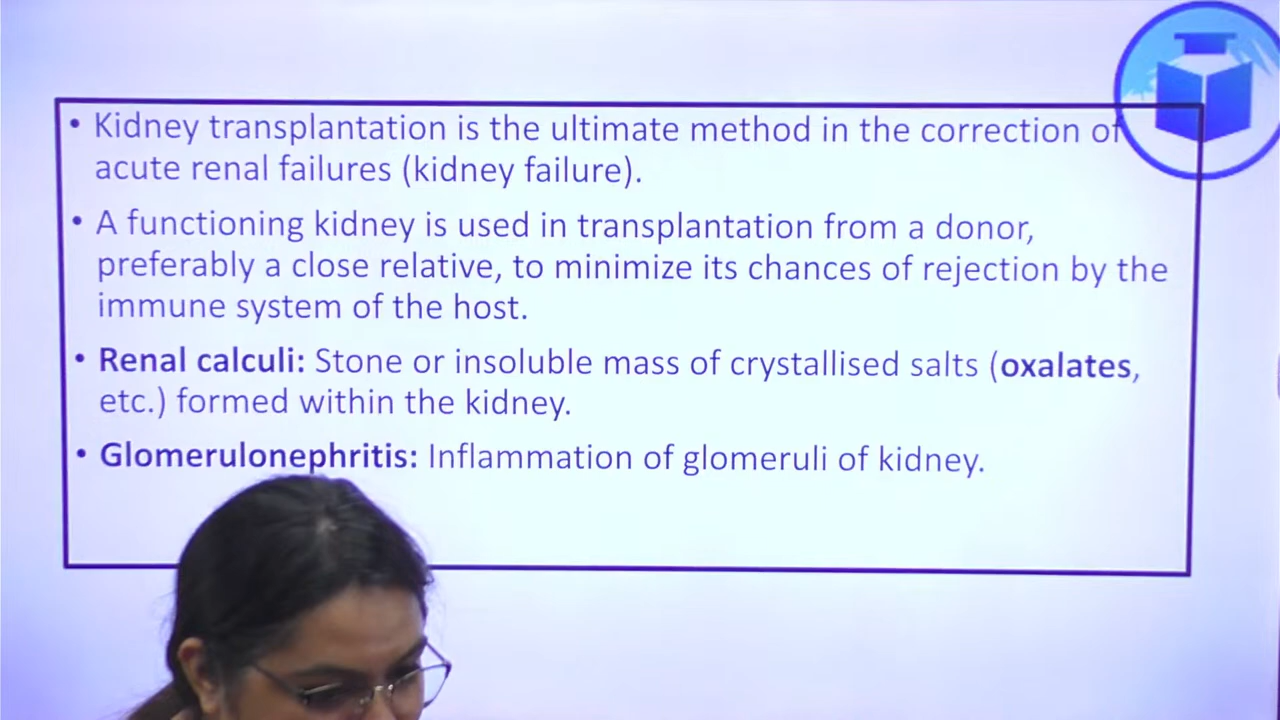 • Kidney transplantation is the ultimate method in the correction of
acute renal failures (kidney failure).
• A functioning kidney is used in transplantation from a donor,
preferably a close relative, to minimize its chances of rejection by the
immune system of the host.
• Renal calculi: Stone or insoluble mass of crystallised salts (oxalates,
etc.) formed within the kidney.
• Glomerulonephritis: Inflammation of glomeruli of kidney.